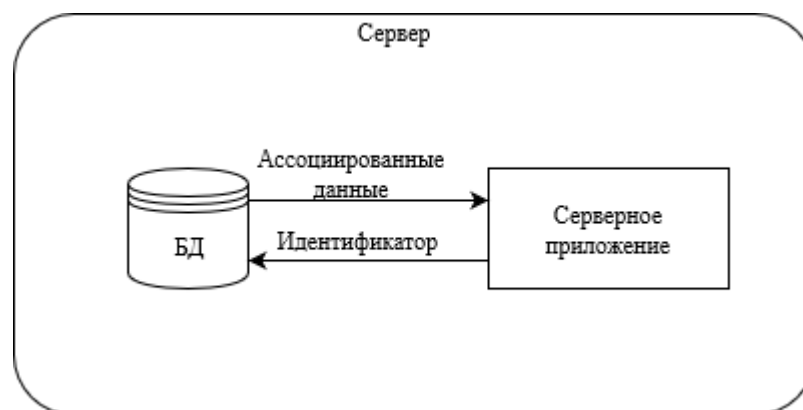 Сервер
Ассоциированные
данные
БД
Идентификатор
Серверное
приложение